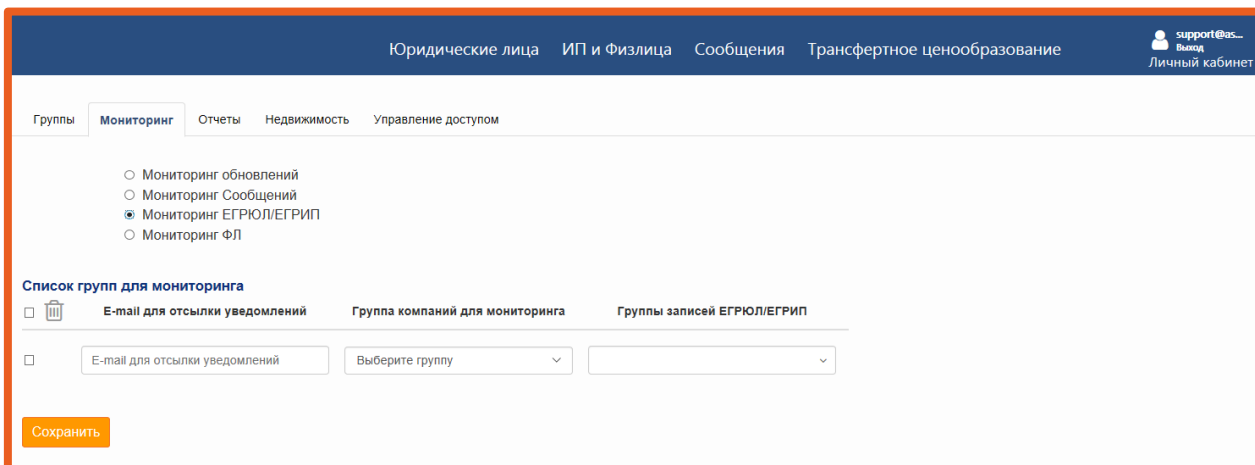 Юридические лица ИП и Физлица Сообщения Трансфертное ценообразование
support@as...
Выход
Личный кабинет
Группы Мониторинг Отчеты Недвижимость Управление доступом
Мониторинг обновлений
Мониторинг Сообщений
Мониторинг ЕГРЮЛ/ЕГРИП
Мониторинг ФЛ
Список групп для мониторинга
E-mail для отсылки уведомлений Группа компаний для мониторинга Группы записей ЕГРЮЛ/ЕГРИП
E-mail для отсылки уведомлений Выберите группу
Сохранить